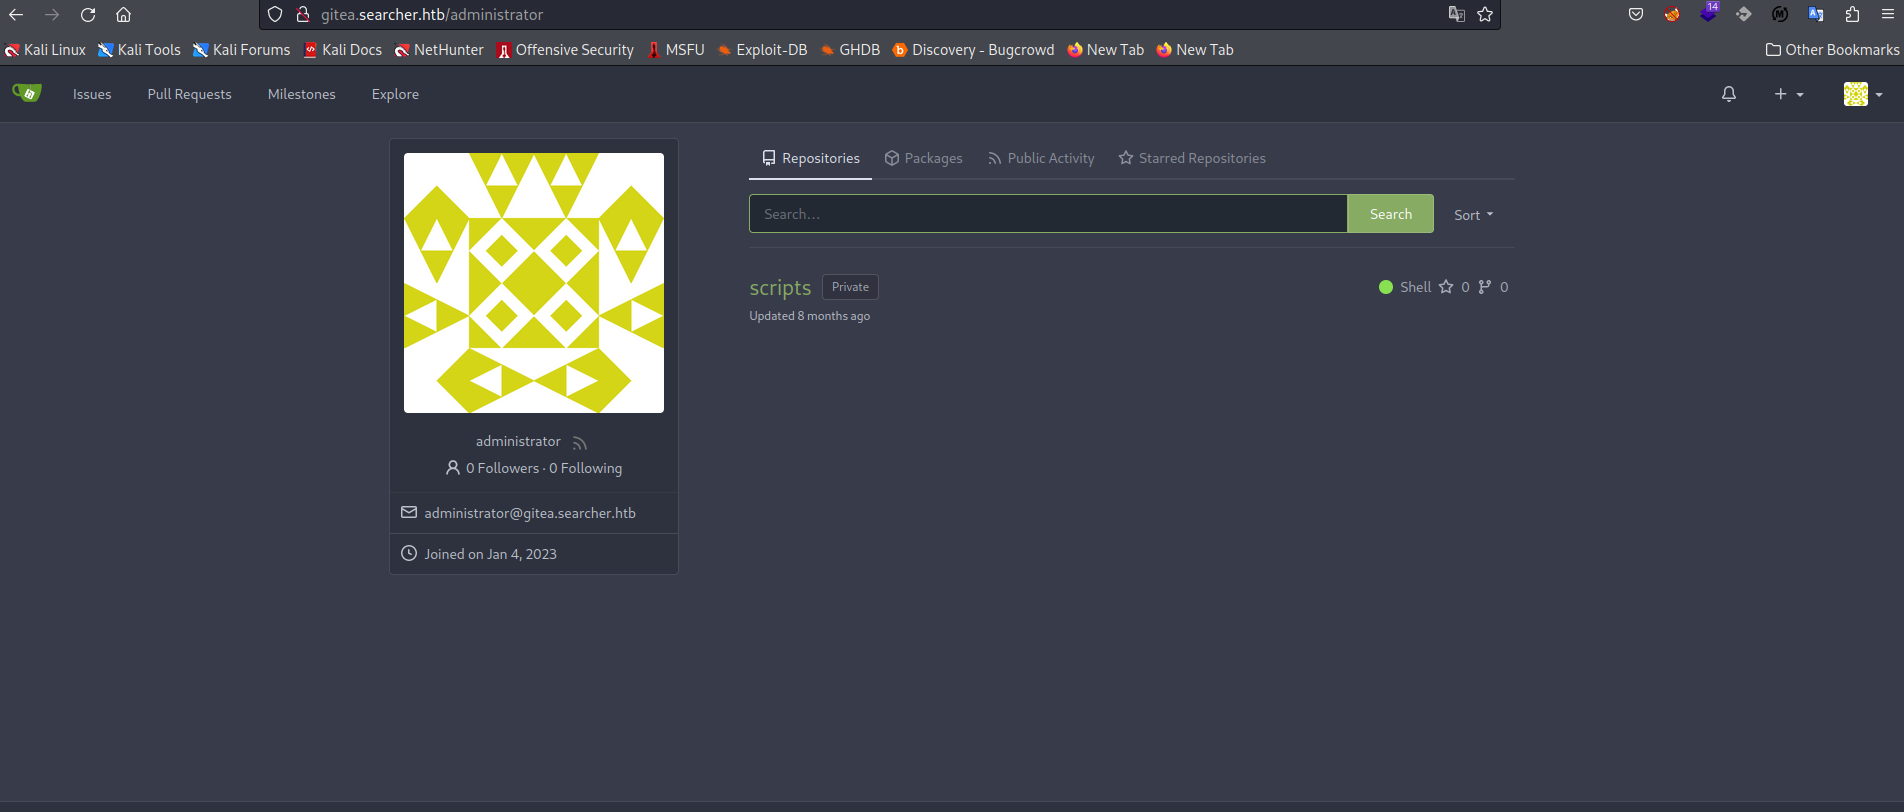 gitea.searcher.htb/administrator
14
Kali Linux Kali Tools Kali Forums Kali Docs NetHunter Offensive Security MSFU Exploit-DB GHDB Discovery - Bugcrowd New Tab New Tab Other Bookmarks
Issues Pull Requests Milestones Explore
Repositories Packages Public Activity Starred Repositories
Search...
Search
Sort
scripts Private Shell 0 0
Updated 8 months ago
administrator
0 Followers · 0 Following
administrator@gitea.searcher.htb
Joined on Jan 4, 2023